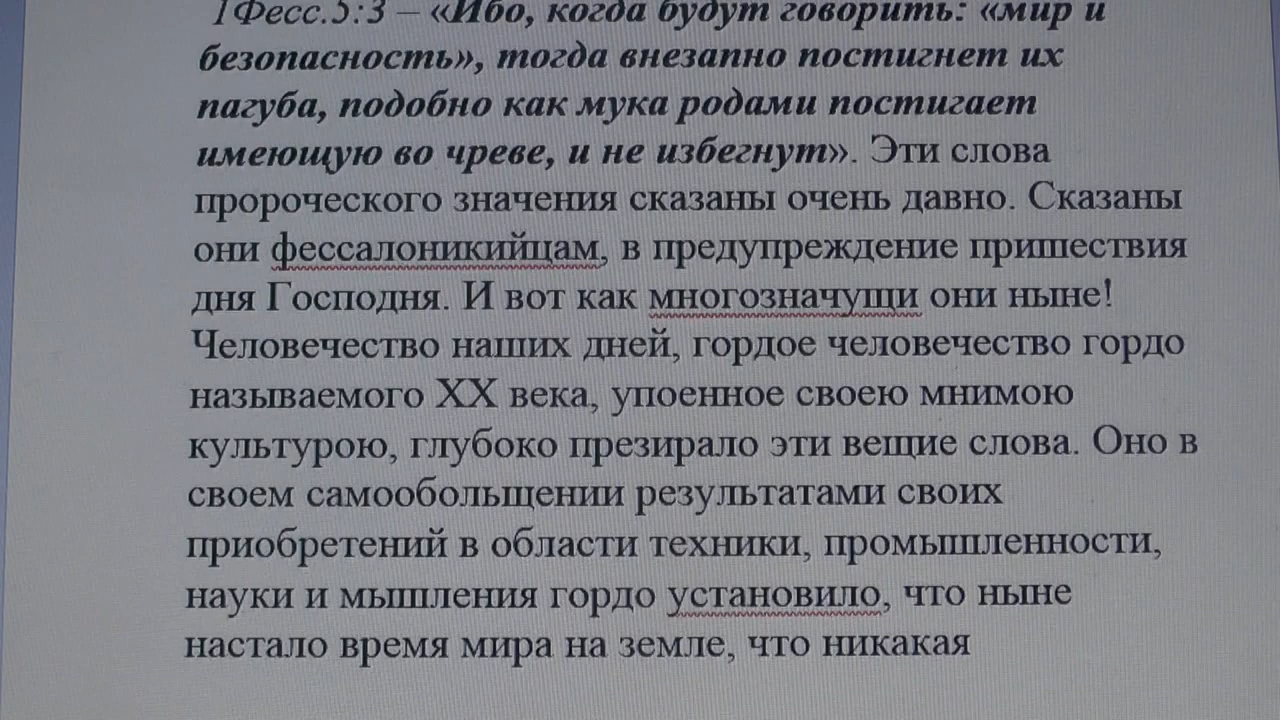 1Фесс.5:3 – «Ибо, когда будут говорить: «мир и
безопасность», тогда внезапно постигнет их
пагуба, подобно как мука родами постигает
имеющую во чреве, и не избегнут». Эти слова
пророческого значения сказаны очень давно. Сказаны
они фессалоникийцам, в предупреждение пришествия
дня Господня. И вот как многозначущи они ныне!
Человечество наших дней, гордое человечество гордо
называемого XX века, упоенное своею мнимою
культурою, глубоко презирало эти вещие слова. Оно в
своем самообольщении результатами своих
приобретений в области техники, промышленности,
науки и мышления гордо установило, что ныне
настало время мира на земле, что никакая